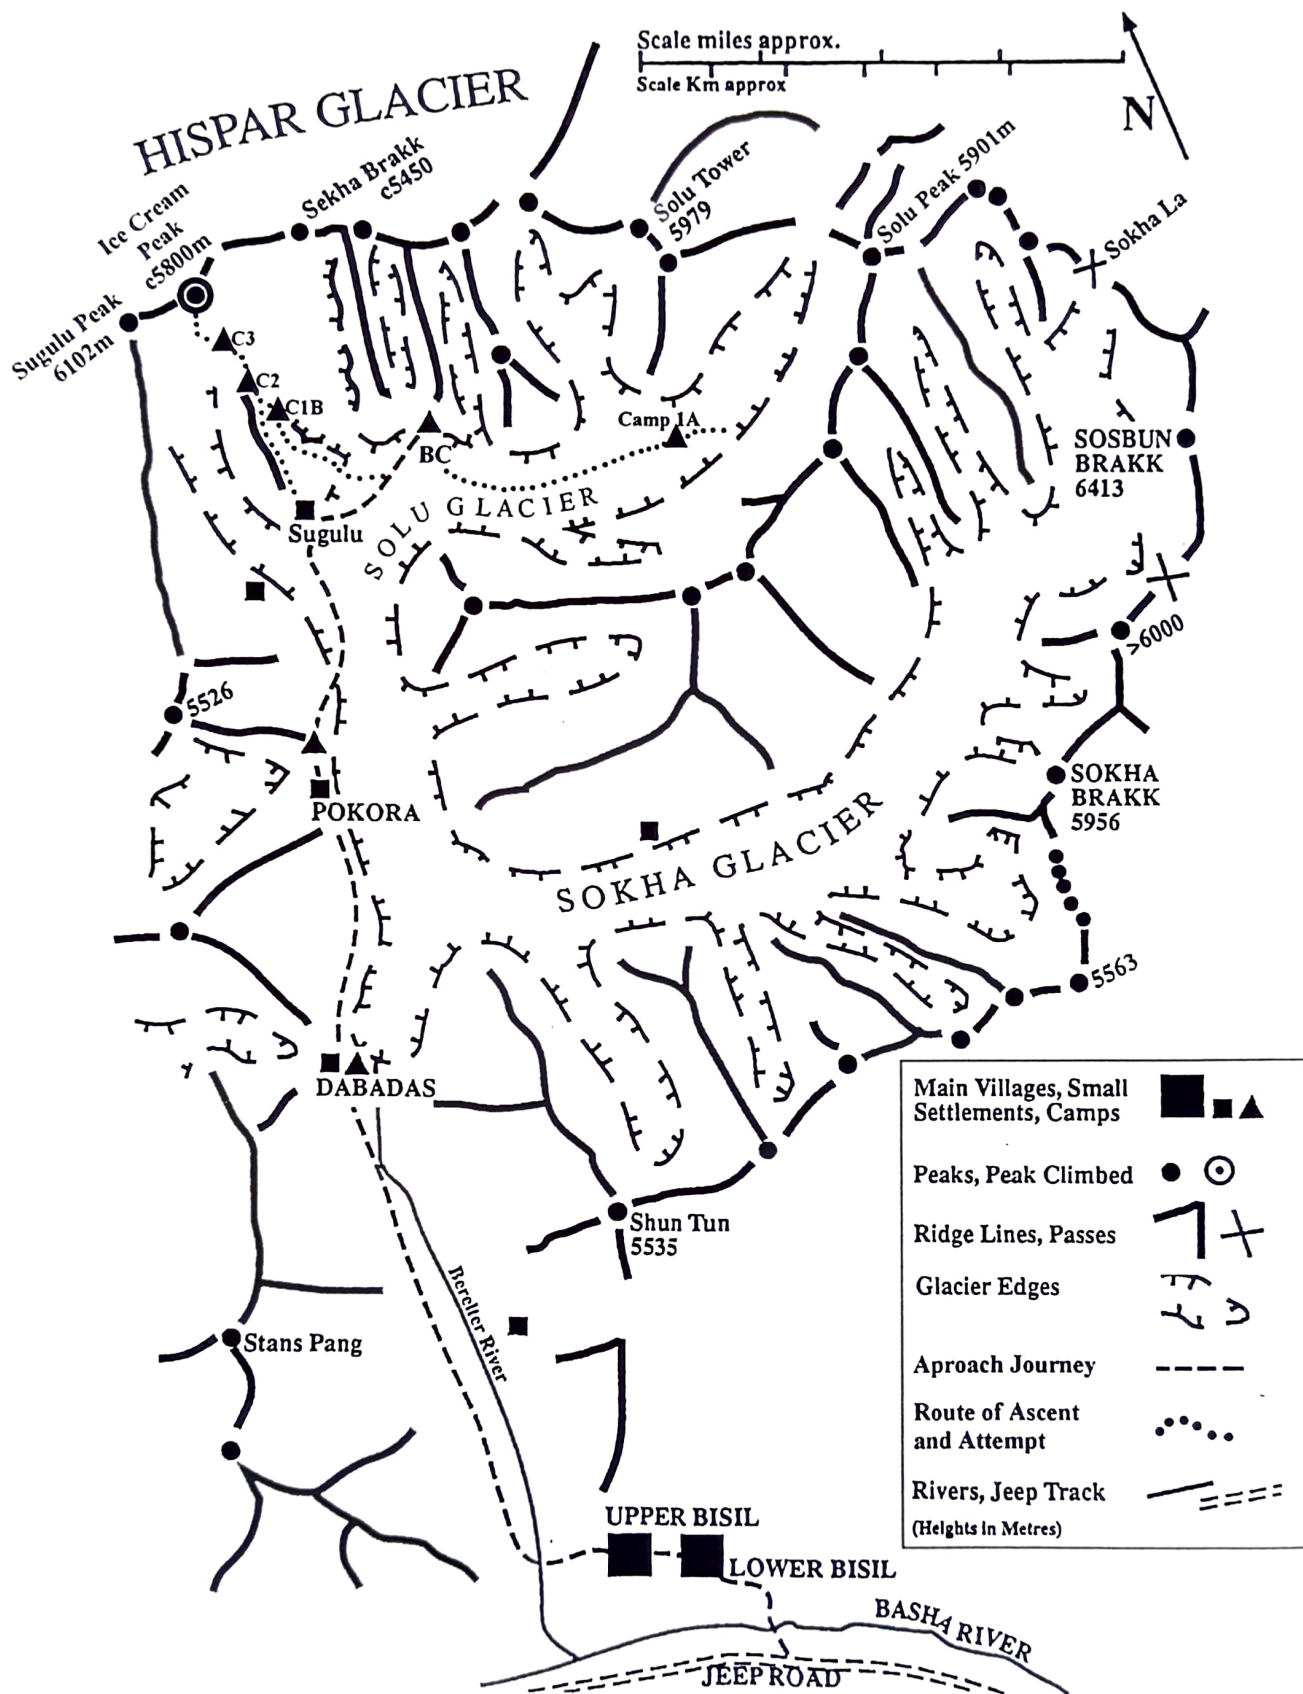 Scale miles approx.
Scale Km approx
N
HISPAR GLACIER
Ice Cream
Peak
c5800m
Sekha Brakk
c5450
Solu Tower
5979
Solu Peak 5901m
Sokha La
Sugulu Peak
6102m
C3
C2
C1B
BC
Camp 1A
SOSBUN
BRAKK
6413
Sugulu
SOLU GLACIER
>6000
5526
POKORA
SOKHA
BRAKK
5956
SOKHA GLACIER
5563
DABADAS
Shun Tun
5535
Berelter River
Stans Pang
UPPER BISIL
LOWER BISIL
BASHA RIVER
JEEP ROAD
Main Villages, Small
Settlements, Camps
Peaks, Peak Climbed
Ridge Lines, Passes
Glacier Edges
Aproach Journey
Route of Ascent
and Attempt
Rivers, Jeep Track
(Heights in Metres)